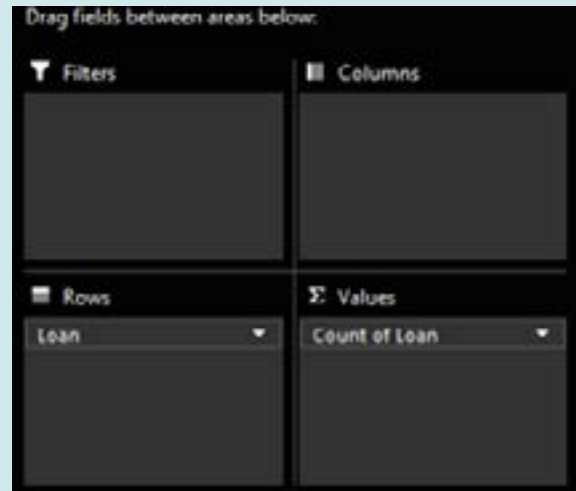 Drag fields between areas below:
Filters
Columns
Rows
Σ Values
Loan
Count of Loan